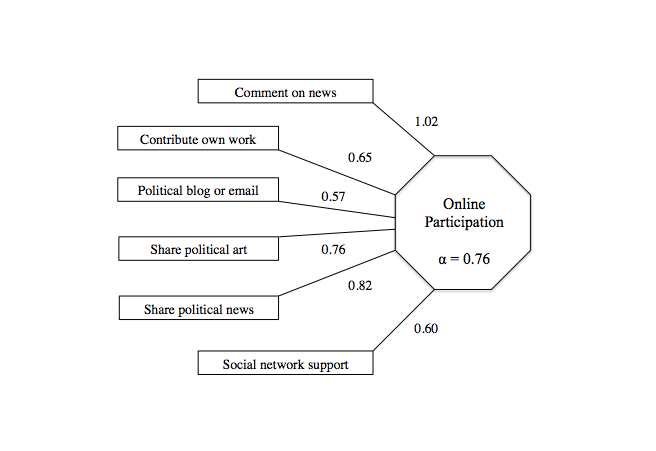 Comment on news
1.02
Contribute own work
0.65
Political blog or email
0.57
Online
Participation
α = 0.76
Share political art
0.76
Share political news
0.82
Social network support
0.60